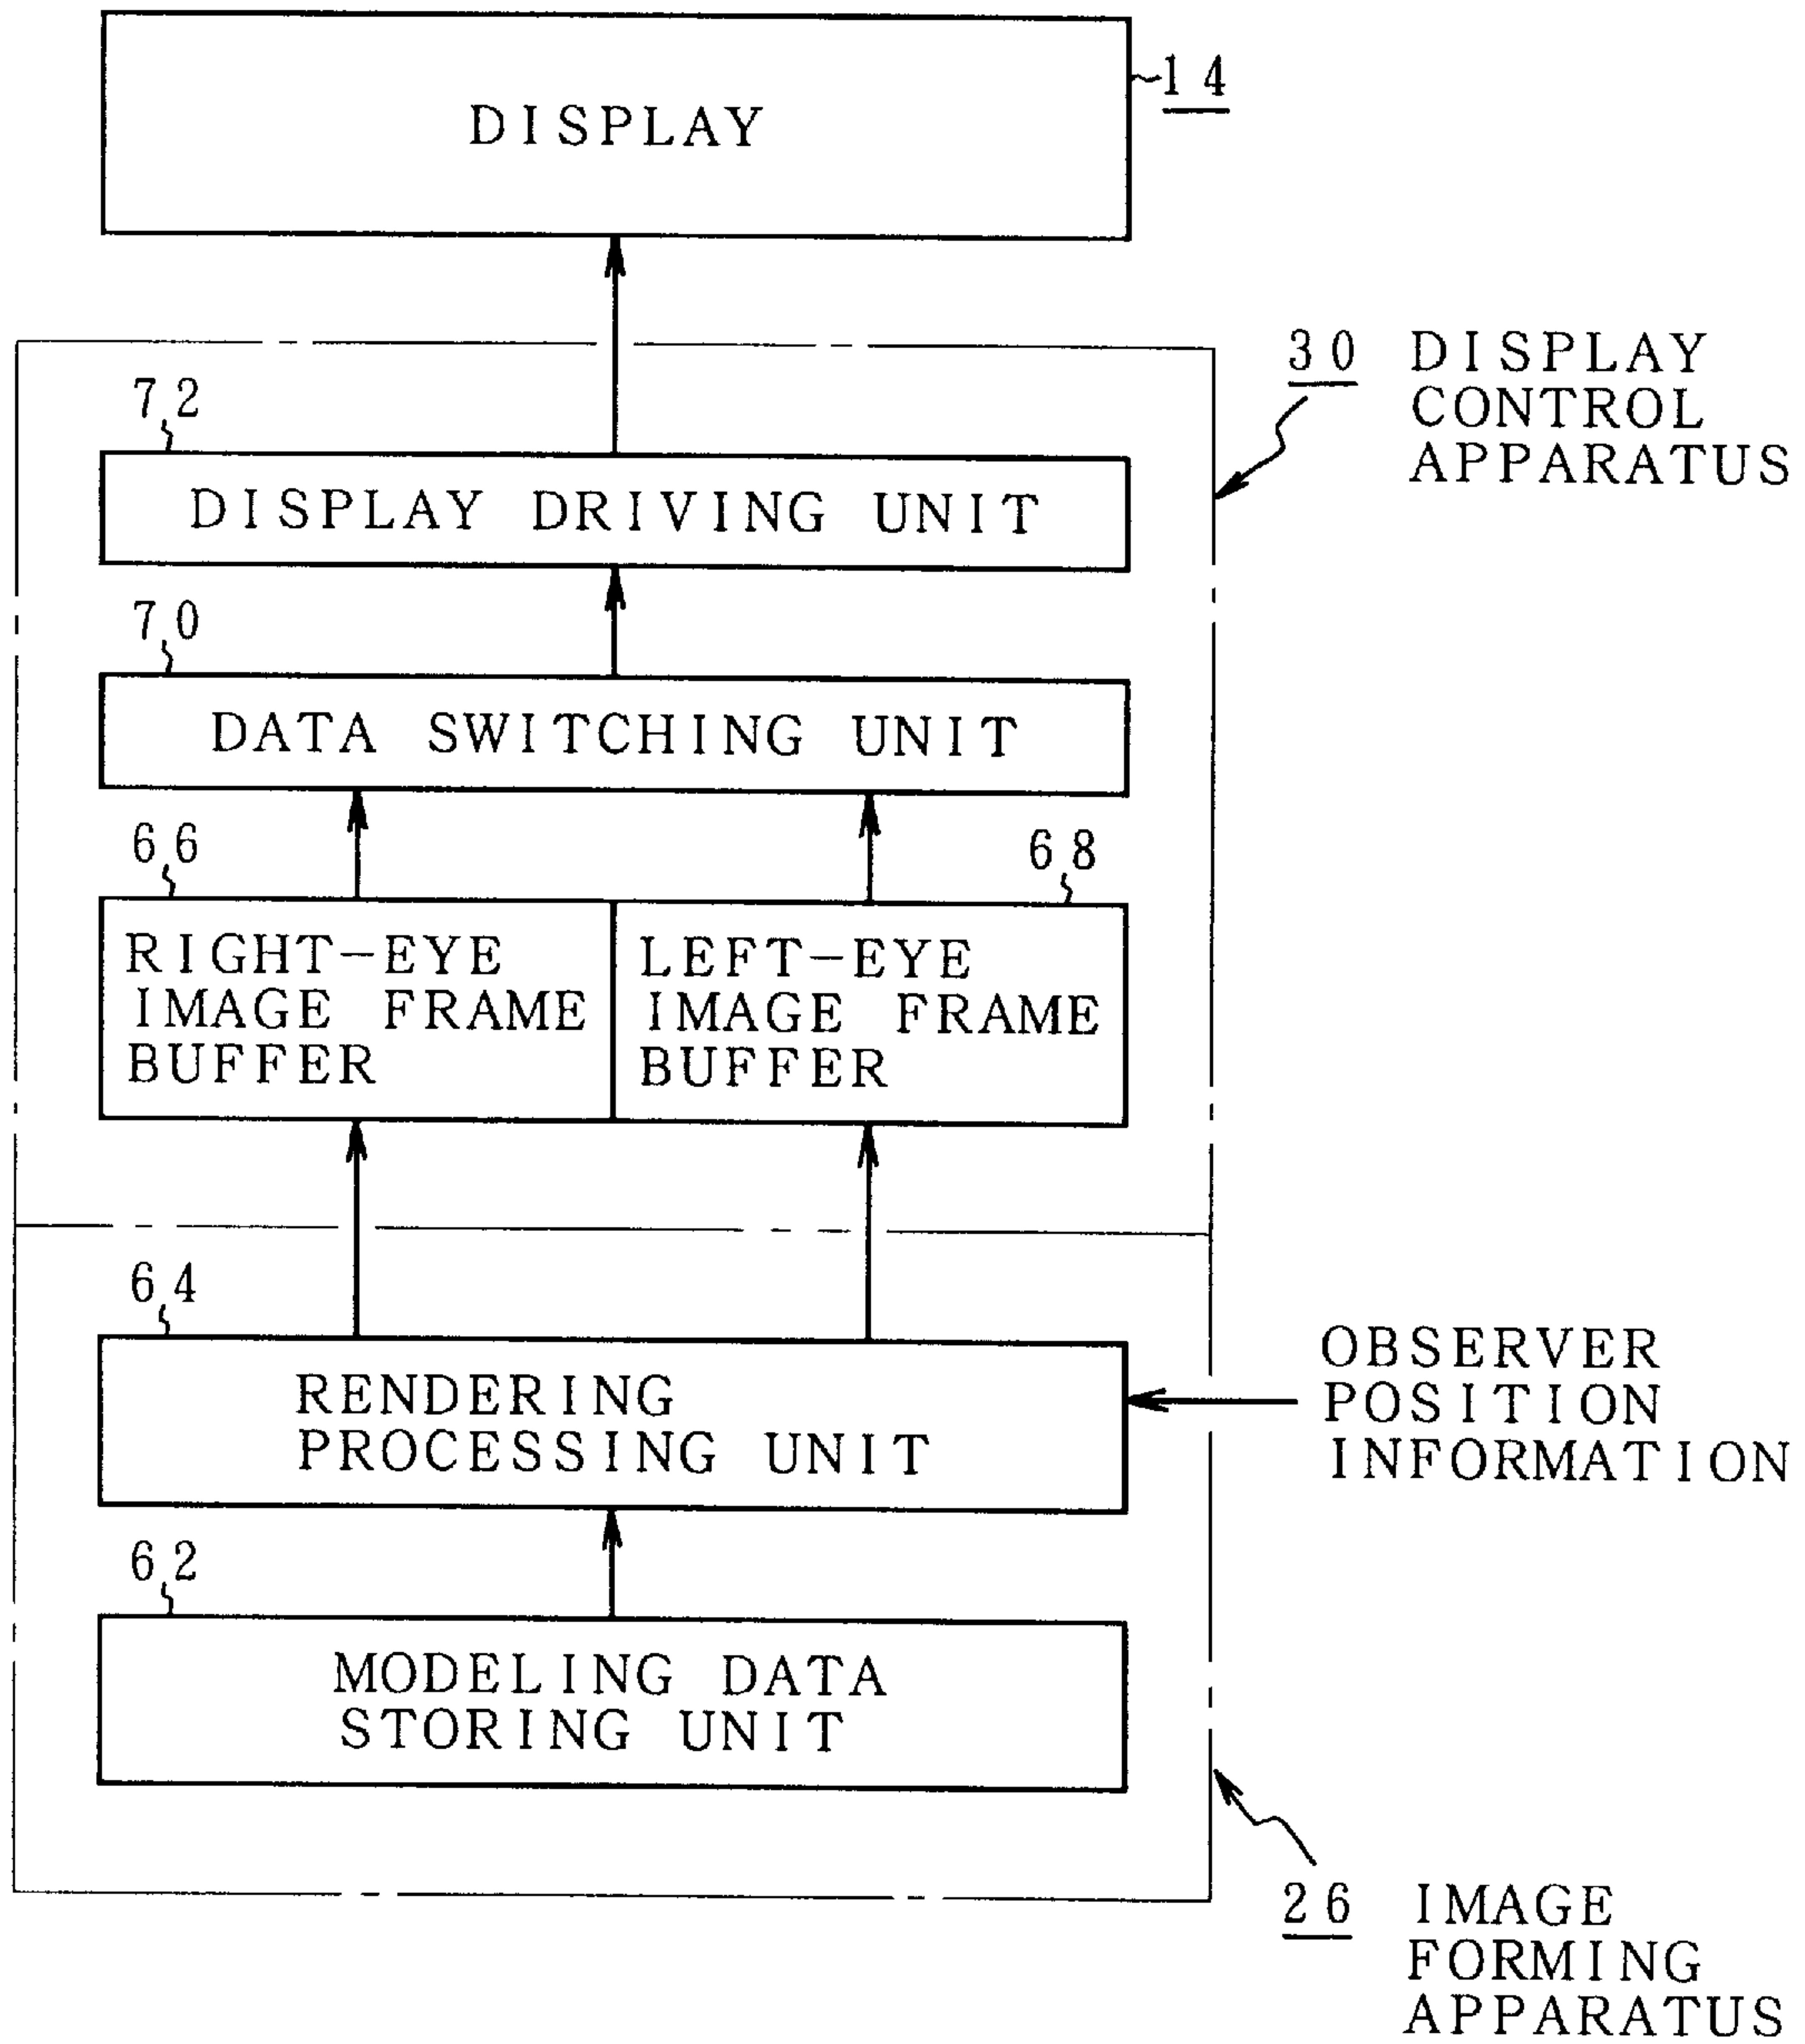 DISPLAY
14
30 DISPLAY
CONTROL
APPARATUS
72
DISPLAY DRIVING UNIT
70
DATA SWITCHING UNIT
66
68
RIGHT-EYE
IMAGE FRAME
BUFFER
LEFT-EYE
IMAGE FRAME
BUFFER
64
RENDERING
PROCESSING UNIT
OBSERVER
POSITION
INFORMATION
62
MODELING DATA
STORING UNIT
26 IMAGE
FORMING
APPARATUS